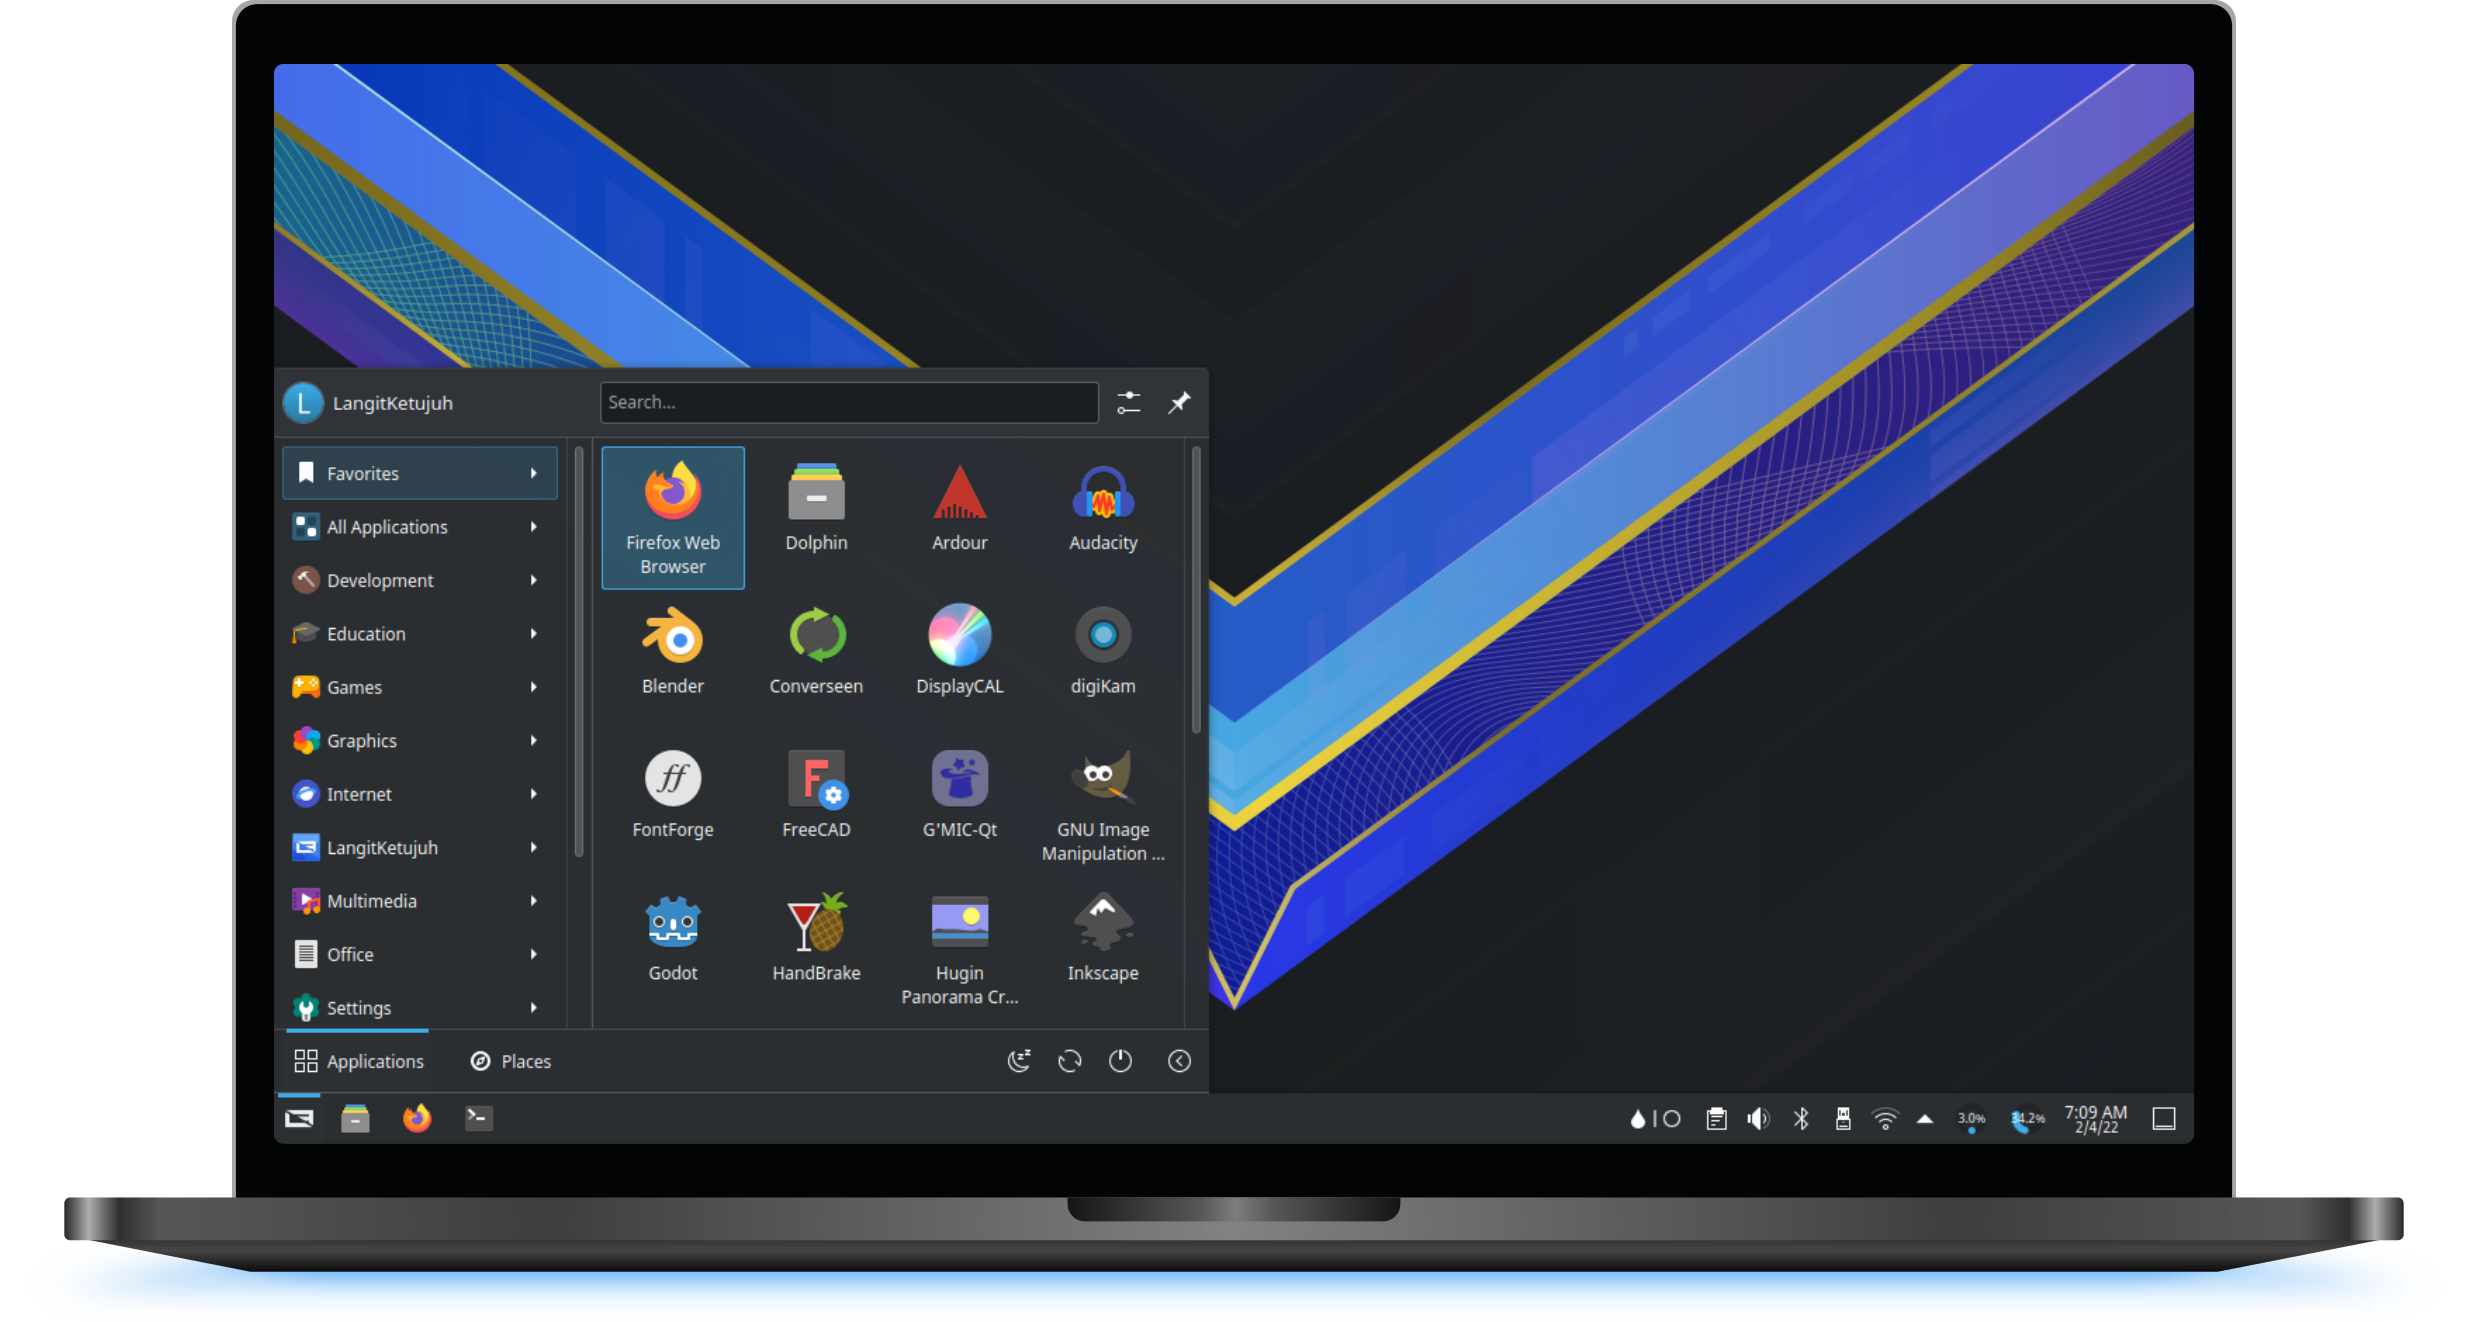 L LangitKetujuh
Search...
Favorites
All Applications
Development
Education
Games
Graphics
Internet
LangitKetujuh
Multimedia
Office
Settings
Firefox Web
Browser
Dolphin
Ardour
Audacity
Blender
Converseen
DisplayCAL
digiKam
ff
FontForge
F
FreeCAD
G'MIC-Qt
GNU Image
Manipulation ...
Godot
HandBrake
Hugin
Panorama Cr...
Inkscape
Applications
Places
3.0%
34.2%
7:09 AM
2/4/22